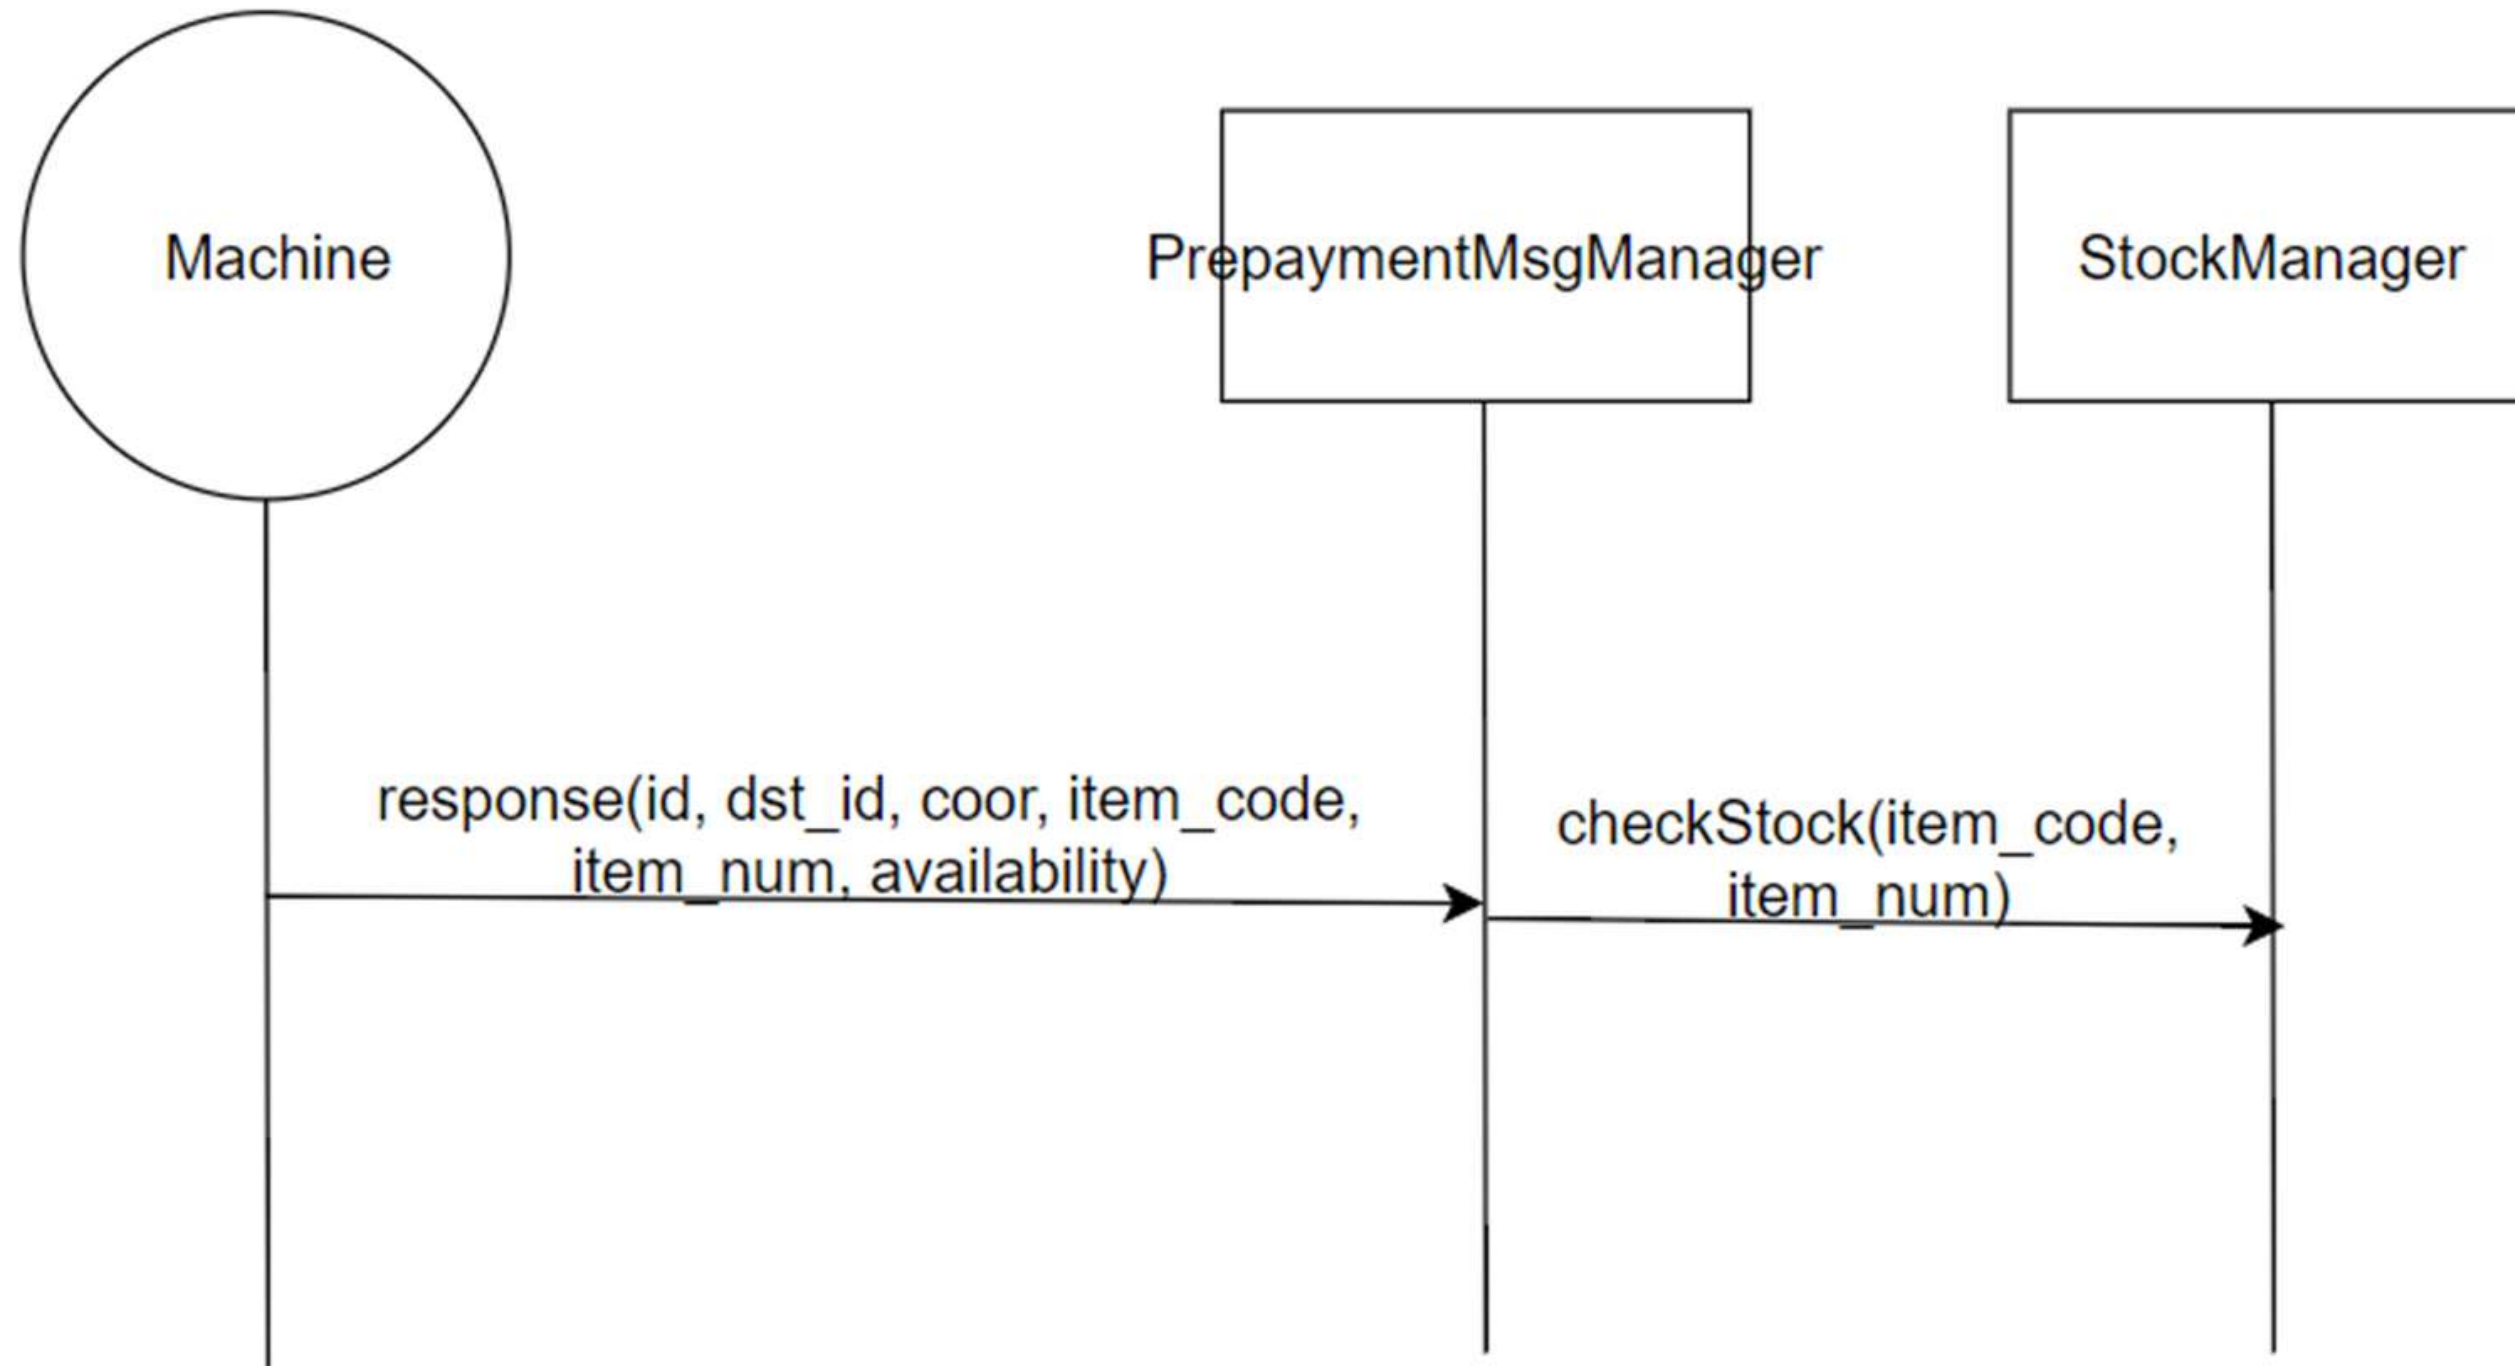 Machine
PrepaymentMsgManager
StockManager
response(id, dst_id, coor, item_code,
item_num, availability)
checkStock(item_code,
item_num)